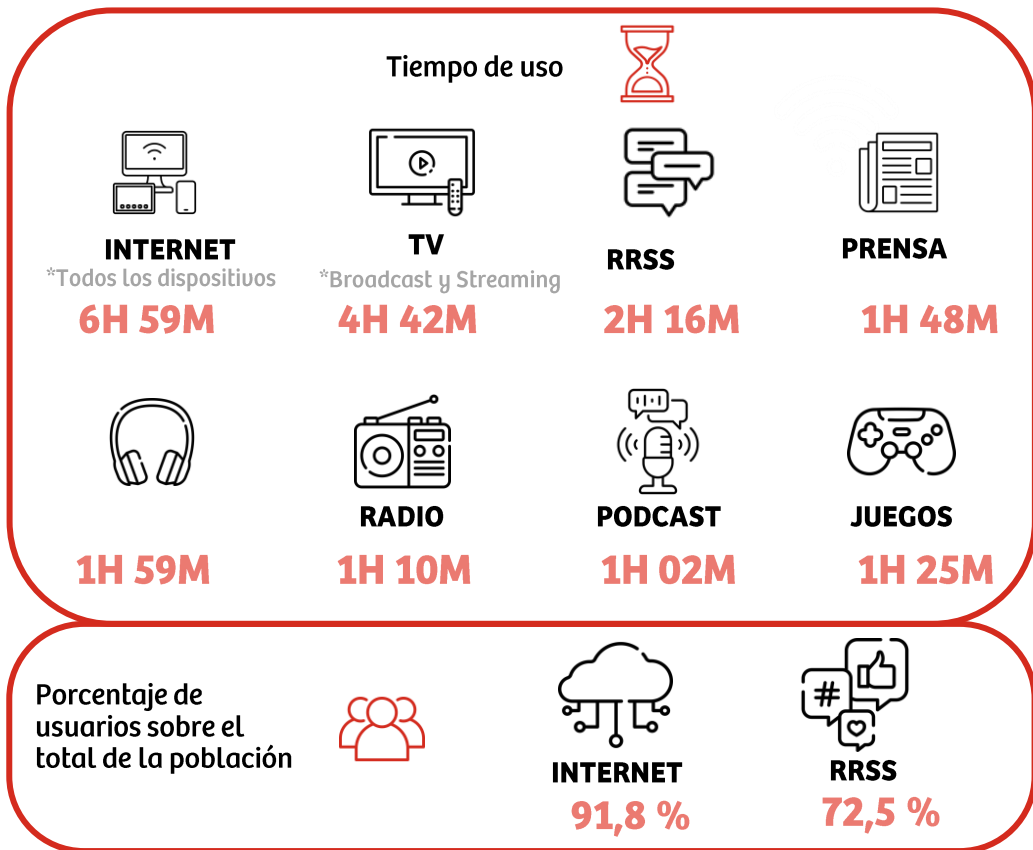 Tiempo de uso
INTERNET
*Todos los dispositivos
6H 59M
TV
*Broadcast y Streaming
4H 42M
RRSS
2H 16M
PRENSA
1H 48M
1H 59M
RADIO
1H 10M
PODCAST
1H 02M
JUEGOS
1H 25M
Porcentaje de
usuarios sobre el
total de la población
INTERNET
91,8 %
#
RRSS
72,5 %